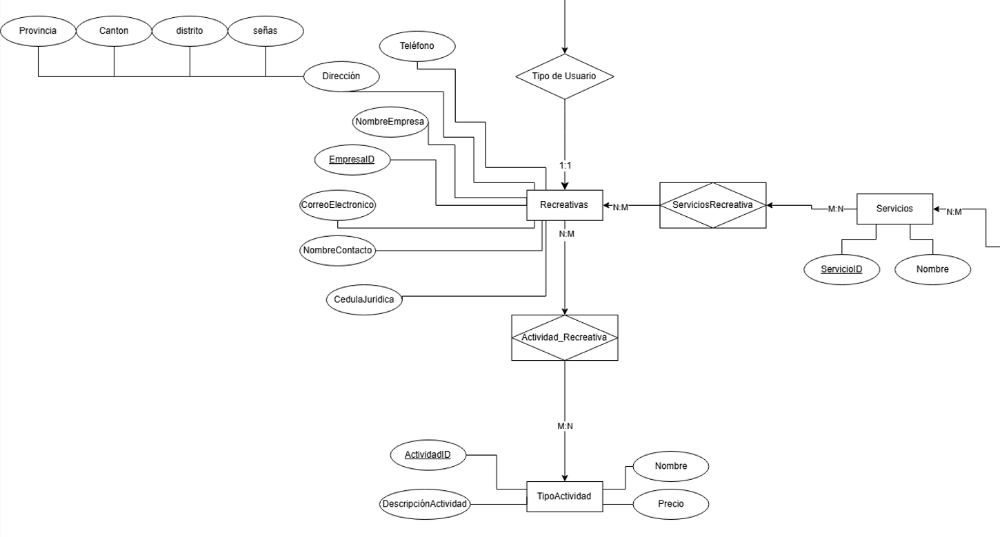 Provincia
Canton
distrito
señas
Teléfono
Dirección
Tipo de Usuario
NombreEmpresa
EmpresaID
1:1
CorreoElectronico
Recreativas
N:M
ServiciosRecreativa
M:N
Servicios
N:M
N:M
NombreContacto
ServicioID
Nombre
CedulaJuridica
Actividad_Recreativa
M:N
ActividadID
Nombre
TipoActividad
DescripciónActividad
Precio